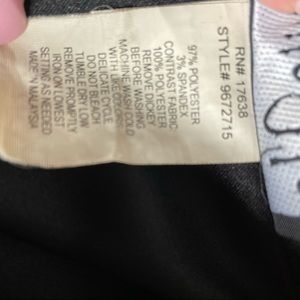 RN# 17638
STYLE# 9672715
97% POLYESTER
3% SPANDEX
CONTRAST FABRIC
100% POLYESTER
REMOVE DICKEY
BEFORE WASHING
MACHINE WASH COLD
WITH LIKE COLORS
DO NOT BLEACH
TUMBLE DRY LOW
REMOVE PROMPTLY
IRON ON LOWEST
SETTING AS NEEDED
MADE IN MALAYSIA